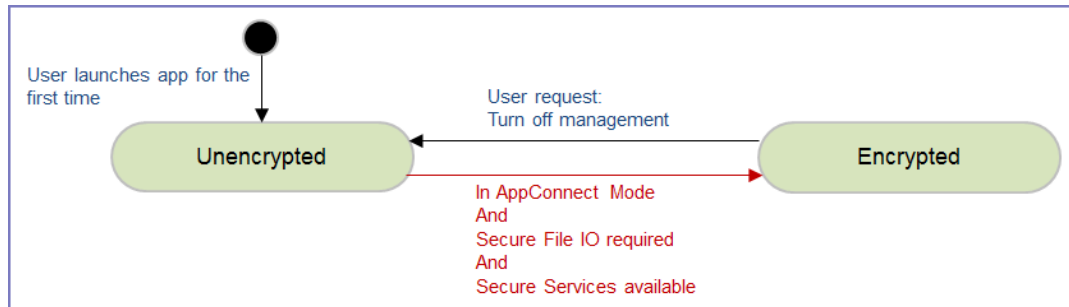 User launches app for the
first time
User request:
Turn off management
Unencrypted
Encrypted
In AppConnect Mode
And
Secure File IO required
And
Secure Services available